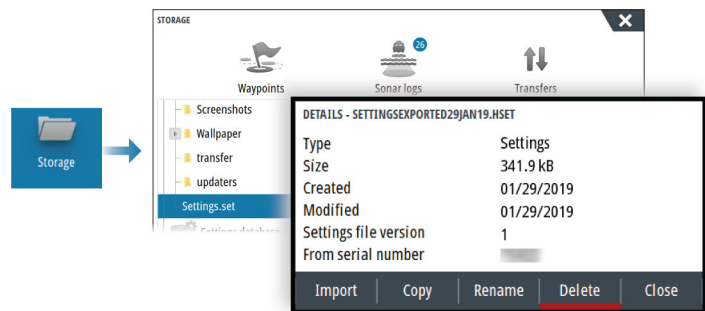 STORAGE
26
Waypoints
Sonar logs
Transfers
Storage
Screenshots
Wallpaper
transfer
updaters
Settings.set
Settings database
DETAILS - SETTINGSEXPORTED29JAN19.HSET
Type Settings
Size 341.9 kB
Created 01/29/2019
Modified 01/29/2019
Settings file version 1
From serial number
Import Copy Rename Delete Close